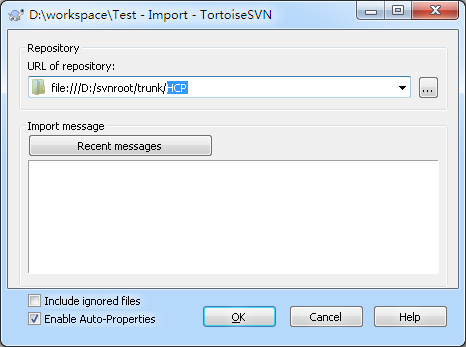 D:\workspace\Test - Import - TortoiseSVN
Repository
URL of repository:
file:///D:/svnroot/trunk/HCP
...
Import message
Recent messages
Include ignored files
Enable Auto-Properties
OK
Cancel
Help